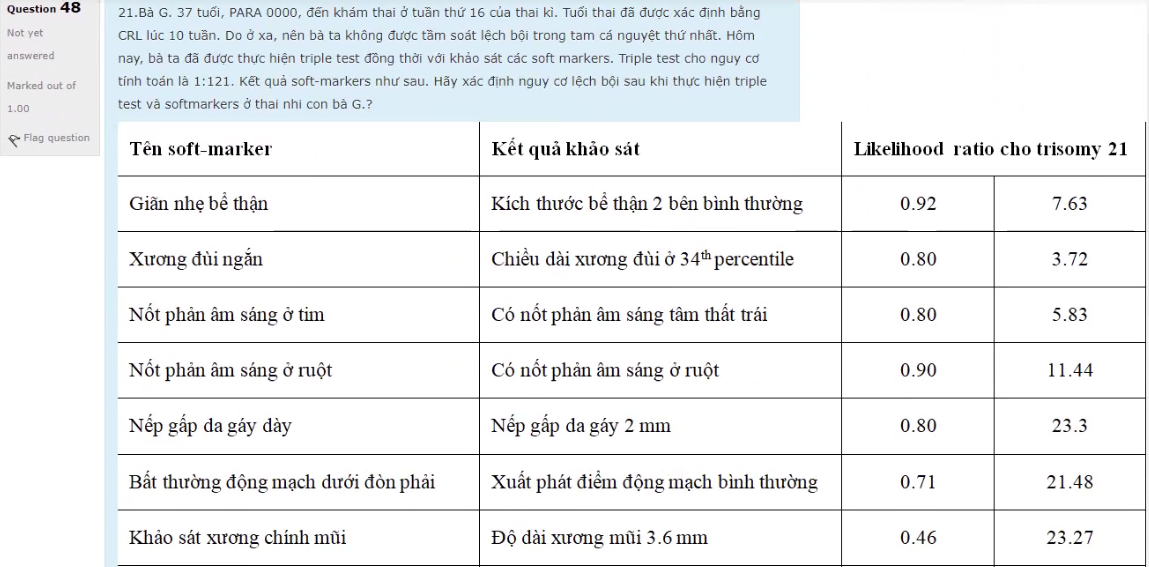 Question 48
Not yet
answered
Marked out of
1.00
Flag question
21.Bà G. 37 tuổi, PARA 0000, đến khám thai ở tuần thứ 16 của thai kì. Tuổi thai đã được xác định bằng
CRL lúc 10 tuần. Do ở xa, nên bà ta không được tầm soát lệch bội trong tam cá nguyệt thứ nhất. Hôm
nay, bà ta đã được thực hiện triple test đồng thời với khảo sát các soft markers. Triple test cho nguy cơ
tính toán là 1:121. Kết quả soft-markers như sau. Hãy xác định nguy cơ lệch bội sau khi thực hiện triple
test và softmarkers ở thai nhi con bà G.?
Tên soft-marker Kết quả khảo sát Likelihood ratio cho trisomy 21
Giãn nhẹ bể thận Kích thước bể thận 2 bên bình thường 0.92 7.63
Xương đùi ngắn Chiều dài xương đùi ở 34th percentile 0.80 3.72
Nốt phản âm sáng ở tim Có nốt phản âm sáng tâm thất trái 0.80 5.83
Nốt phản âm sáng ở ruột Có nốt phản âm sáng ở ruột 0.90 11.44
Nếp gấp da gáy dày Nếp gấp da gáy 2 mm 0.80 23.3
Bất thường động mạch dưới đòn phải Xuất phát điểm động mạch bình thường 0.71 21.48
Khảo sát xương chính mũi Độ dài xương mũi 3.6 mm 0.46 23.27